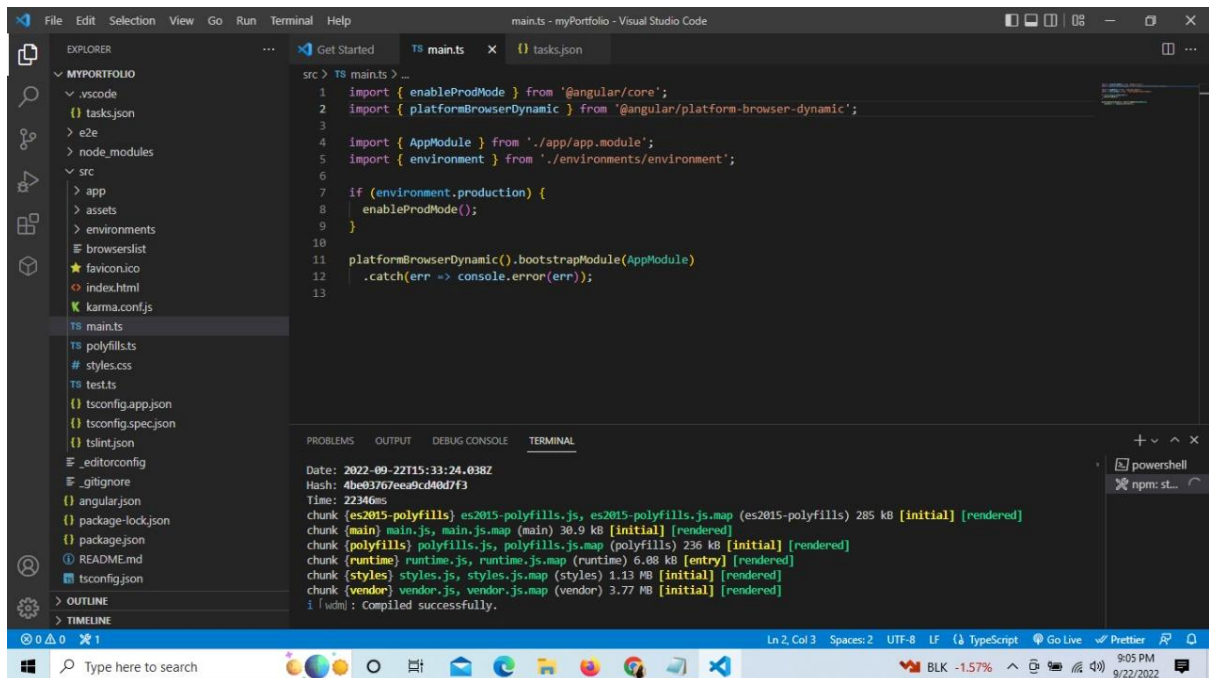 File Edit Selection View Go Run Terminal Help
main.ts - myPortfolio - Visual Studio Code
EXPLORER
MYPORTFOLIO
.vscode
{} tasks.json
e2e
node_modules
src
app
assets
environments
browserslist
favicon.ico
index.html
karma.conf.js
TS main.ts
TS polyfills.ts
# styles.css
TS test.ts
{} tsconfig.app.json
{} tsconfig.spec.json
{} tslint.json
_editorconfig
_gitignore
{} angular.json
{} package-lock.json
{} package.json
README.md
tsconfig.json
OUTLINE
TIMELINE
Get Started TS main.ts {} tasks.json
src > TS main.ts > ...
1 import { enableProdMode } from '@angular/core';
2 import { platformBrowserDynamic } from '@angular/platform-browser-dynamic';
3
4 import { AppModule } from './app/app.module';
5 import { environment } from './environments/environment';
6
7 if (environment.production) {
8 enableProdMode();
9 }
10
11 platformBrowserDynamic().bootstrapModule(AppModule)
12 .catch(err => console.error(err));
13
PROBLEMS OUTPUT DEBUG CONSOLE TERMINAL
Date: 2022-09-22T15:33:24.038Z
Hash: 4be03767eea9cd40d7f3
Time: 22346ms
chunk {es2015-polyfills} es2015-polyfills.js, es2015-polyfills.js.map (es2015-polyfills) 285 kB [initial] [rendered]
chunk {main} main.js, main.js.map (main) 30.9 kB [initial] [rendered]
chunk {polyfills} polyfills.js, polyfills.js.map (polyfills) 236 kB [initial] [rendered]
chunk {runtime} runtime.js, runtime.js.map (runtime) 6.08 kB [entry] [rendered]
chunk {styles} styles.js, styles.js.map (styles) 1.13 MB [initial] [rendered]
chunk {vendor} vendor.js, vendor.js.map (vendor) 3.77 MB [initial] [rendered]
i ｢wdm｣: Compiled successfully.
powershell
npm: st...
0 0 1
Ln 2, Col 3 Spaces: 2 UTF-8 LF TypeScript Go Live Prettier
Type here to search
BLK -1.57%
9:05 PM
9/22/2022